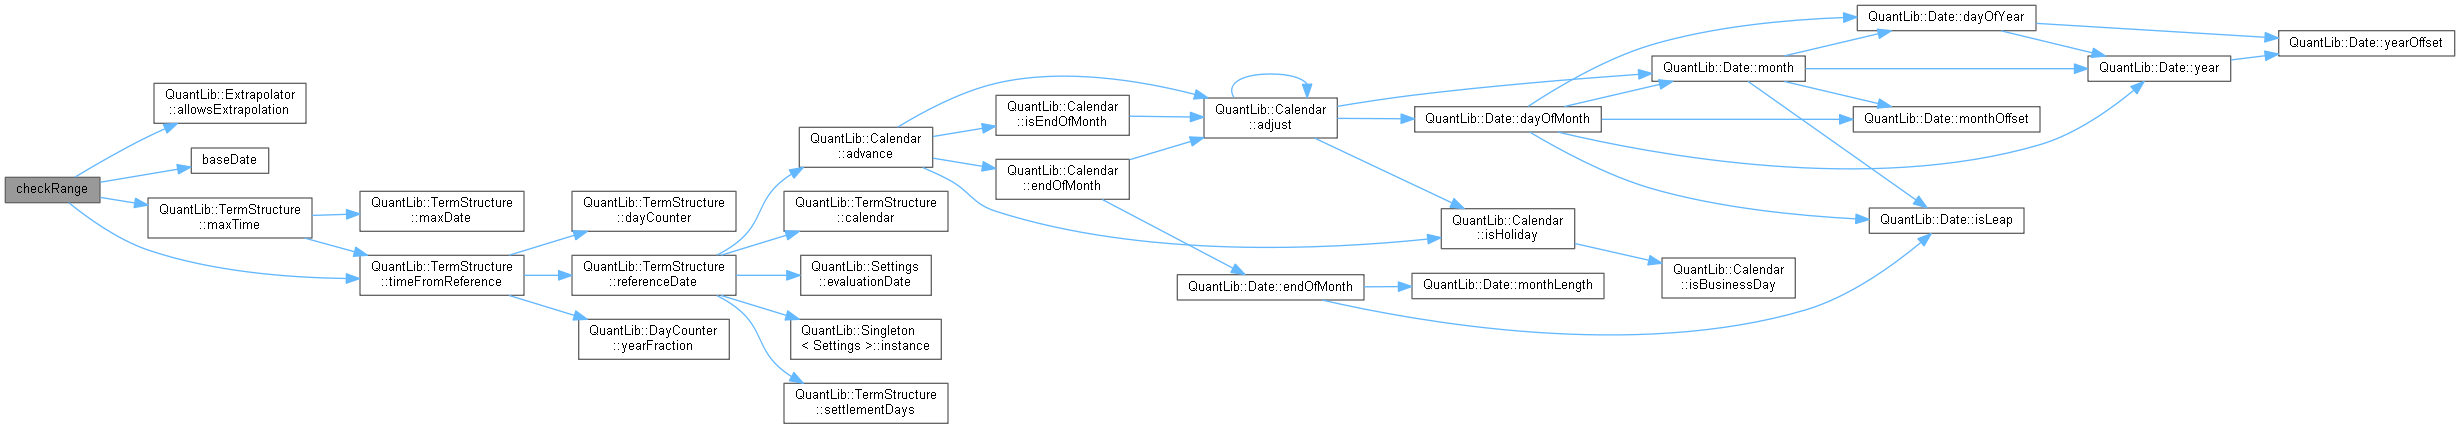 checkRange
QuantLib::Extrapolator
::allowsExtrapolation
baseDate
QuantLib::TermStructure
::maxTime
QuantLib::TermStructure
::maxDate
QuantLib::TermStructure
::timeFromReference
QuantLib::TermStructure
::dayCounter
QuantLib::TermStructure
::referenceDate
QuantLib::DayCounter
::yearFraction
QuantLib::Calendar
::advance
QuantLib::TermStructure
::calendar
QuantLib::Settings
::evaluationDate
QuantLib::Singleton
< Settings >::instance
QuantLib::TermStructure
::settlementDays
QuantLib::Calendar
::isEndOfMonth
QuantLib::Calendar
::endOfMonth
QuantLib::Calendar
::adjust
QuantLib::Date::endOfMonth
QuantLib::Date::dayOfMonth
QuantLib::Calendar
::isHoliday
QuantLib::Date::monthLength
QuantLib::Date::month
QuantLib::Calendar
::isBusinessDay
QuantLib::Date::dayOfYear
QuantLib::Date::monthOffset
QuantLib::Date::isLeap
QuantLib::Date::year
QuantLib::Date::yearOffset